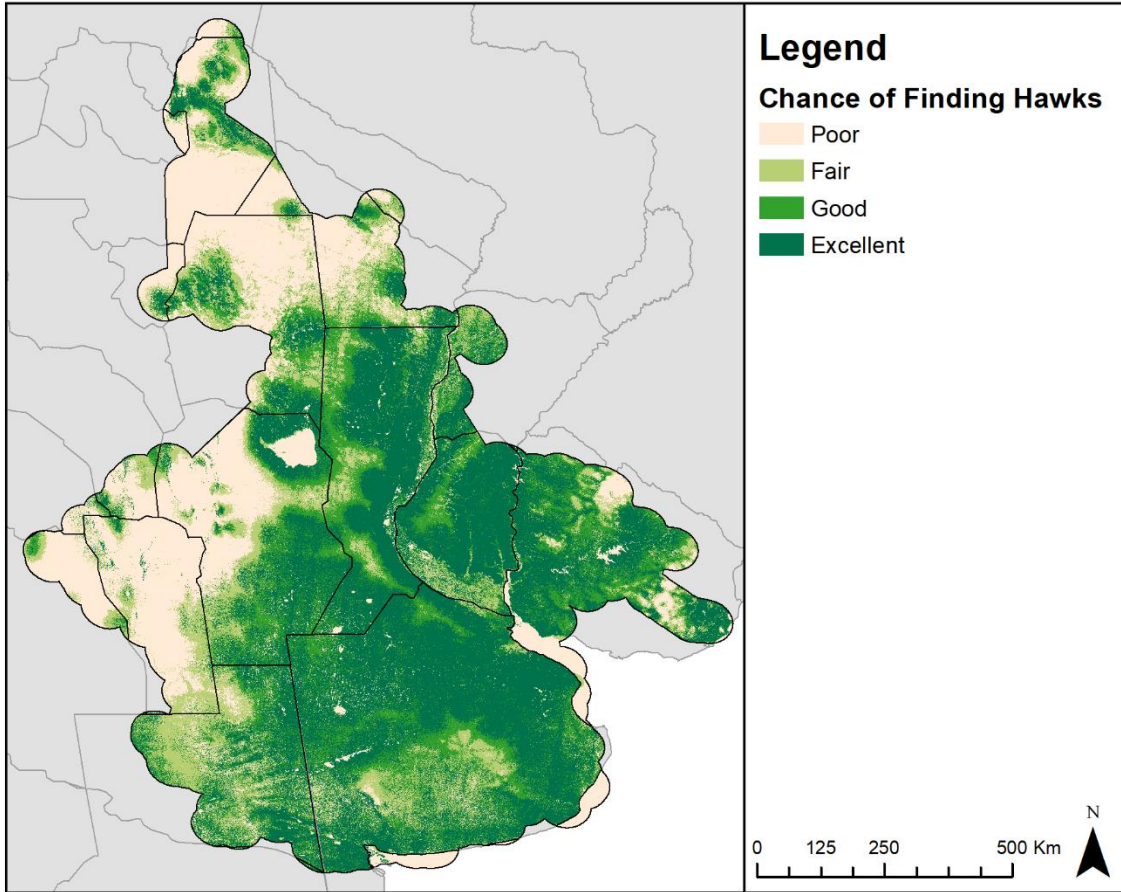 Legend
Chance of Finding Hawks
Poor
Fair
Good
Excellent
N
0 125 250 500 Km